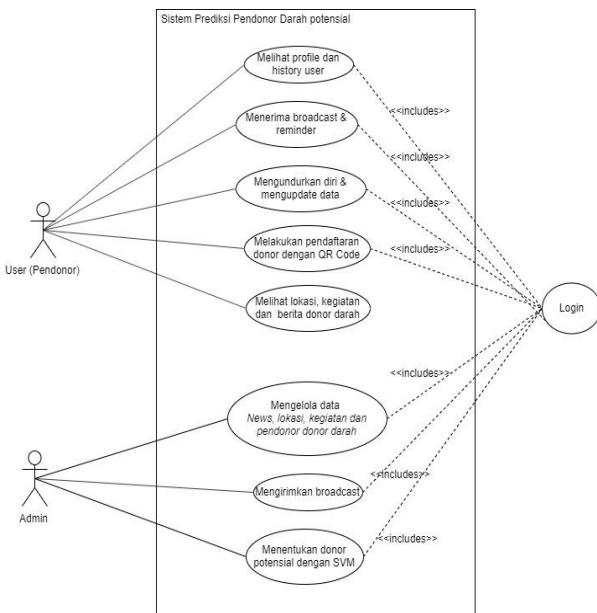 Sistem Prediksi Pendonor Darah potensial
Melihat profile dan
history user
<<includes>>
Menerima broadcast &
reminder
<<includes>>
Mengundurkan diri &
mengupdate data
<<includes>>
Melakukan pendaftaran
donor dengan QR Code
User (Pendonor)
Melihat lokasi, kegiatan
dan berita donor darah
Login
<<includes>>
Mengelola data
News, lokasi, kegiatan dan
pendonor donor darah
<<includes>>
Mengirimkan broadcast
Admin
<<includes>>
Menentukan donor
potensial dengan SVM